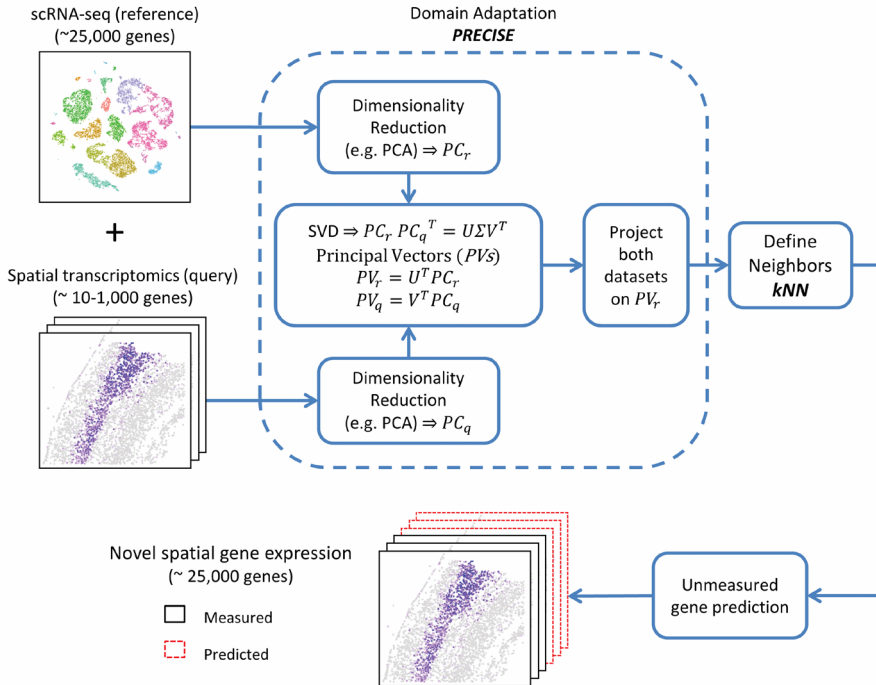 scRNA-seq (reference)
(~25,000 genes)
+
Spatial transcriptomics (query)
(~ 10-1,000 genes)
Domain Adaptation
PRECISE
Dimensionality
Reduction
(e.g. PCA) ⇒ PC_r
SVD ⇒ PC_r PC_q^T = UΣV^T
Principal Vectors (PVs)
PV_r = U^T PC_r
PV_q = V^T PC_q
Dimensionality
Reduction
(e.g. PCA) ⇒ PC_q
Project
both
datasets
on PV_r
Define
Neighbors
kNN
Unmeasured
gene prediction
Novel spatial gene expression
(~ 25,000 genes)
Measured
Predicted